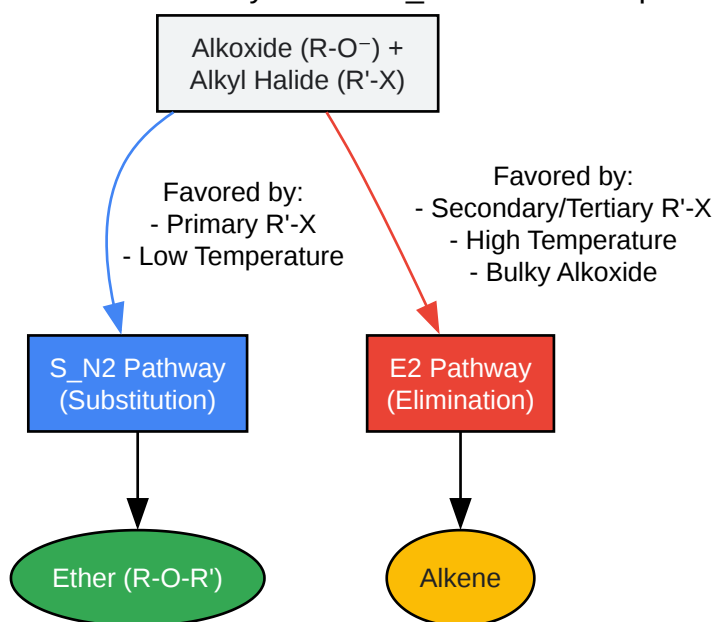 Alkoxide (R-O⁻) +
Alkyl Halide (R'-X)
Favored by:
- Primary R'-X
- Low Temperature
Favored by:
- Secondary/Tertiary R'-X
- High Temperature
- Bulky Alkoxide
S_N2 Pathway
(Substitution)
E2 Pathway
(Elimination)
Ether (R-O-R')
Alkene